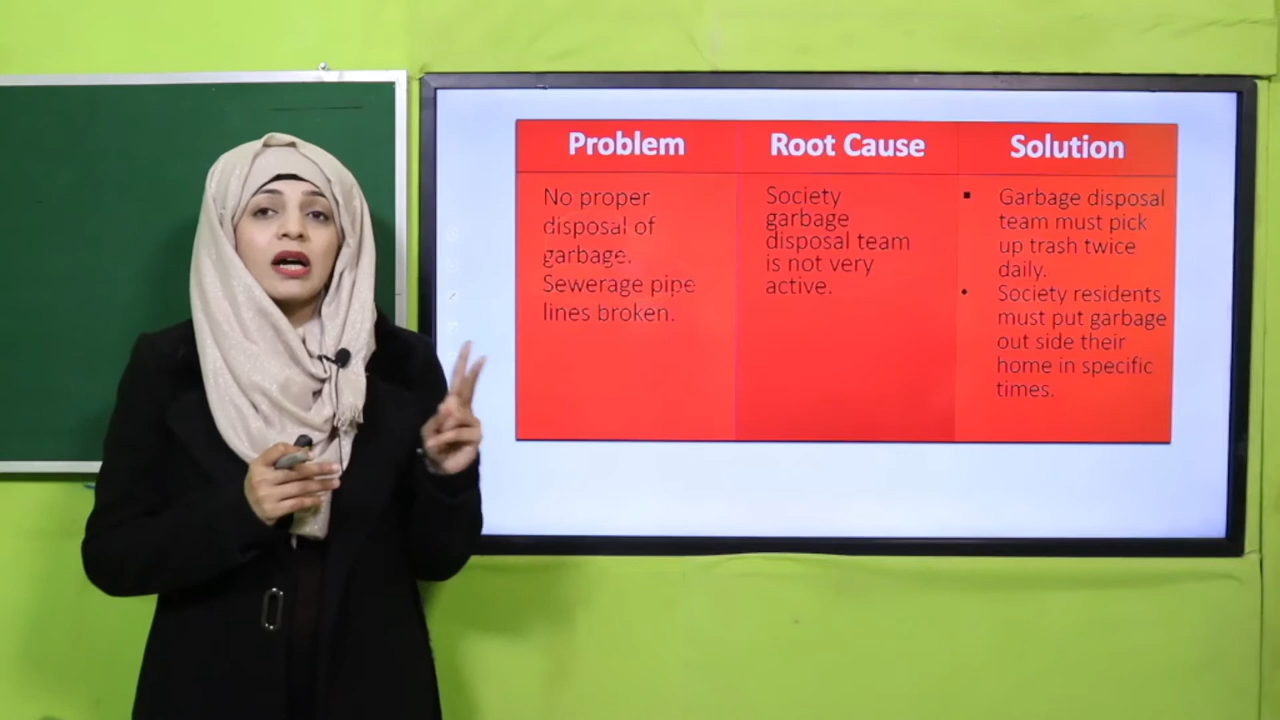 Problem
Root Cause
Solution
No proper
disposal of
garbage.
Sewerage pipe
lines broken.
Society
garbage
disposal team
is not very
active.
▪ Garbage disposal
team must pick
up trash twice
daily.
• Society residents
must put garbage
out side their
home in specific
times.